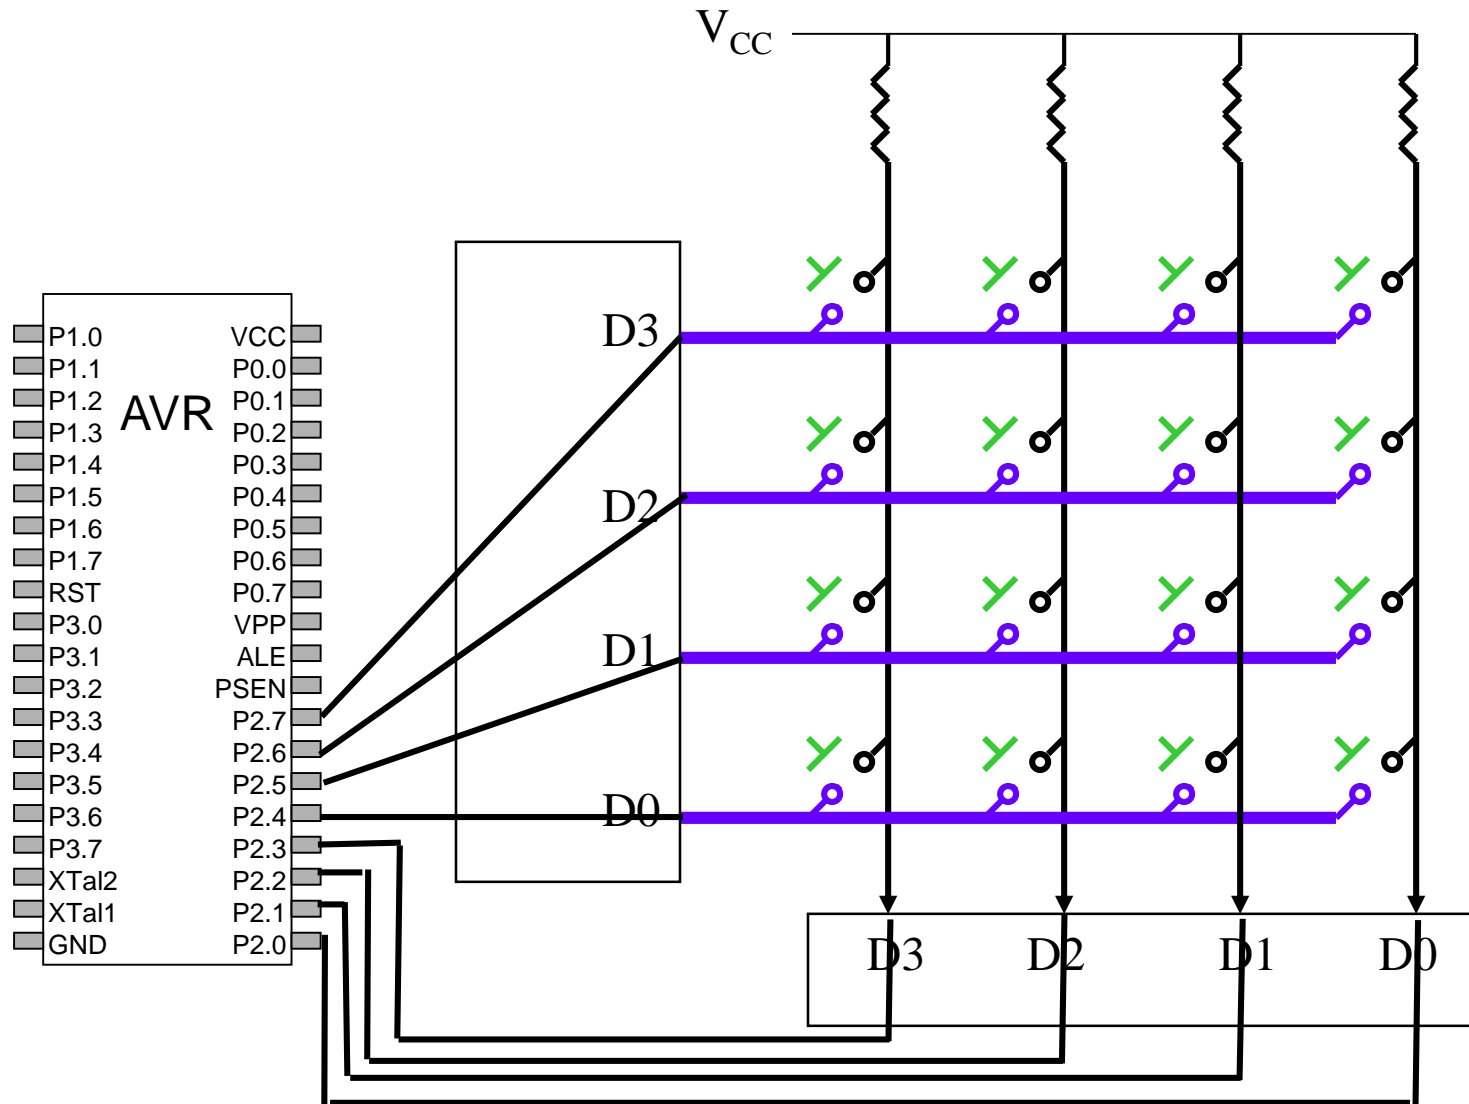 VCC
D3
D2
D1
D0
AVR
P1.0 VCC
P1.1 P0.0
P1.2 P0.1
P1.3 P0.2
P1.4 P0.3
P1.5 P0.4
P1.6 P0.5
P1.7 P0.6
RST P0.7
P3.0 VPP
P3.1 ALE
P3.2 PSEN
P3.3 P2.7
P3.4 P2.6
P3.5 P2.5
P3.6 P2.4
P3.7 P2.3
XTal2 P2.2
XTal1 P2.1
GND P2.0
D3 D2 D1 D0